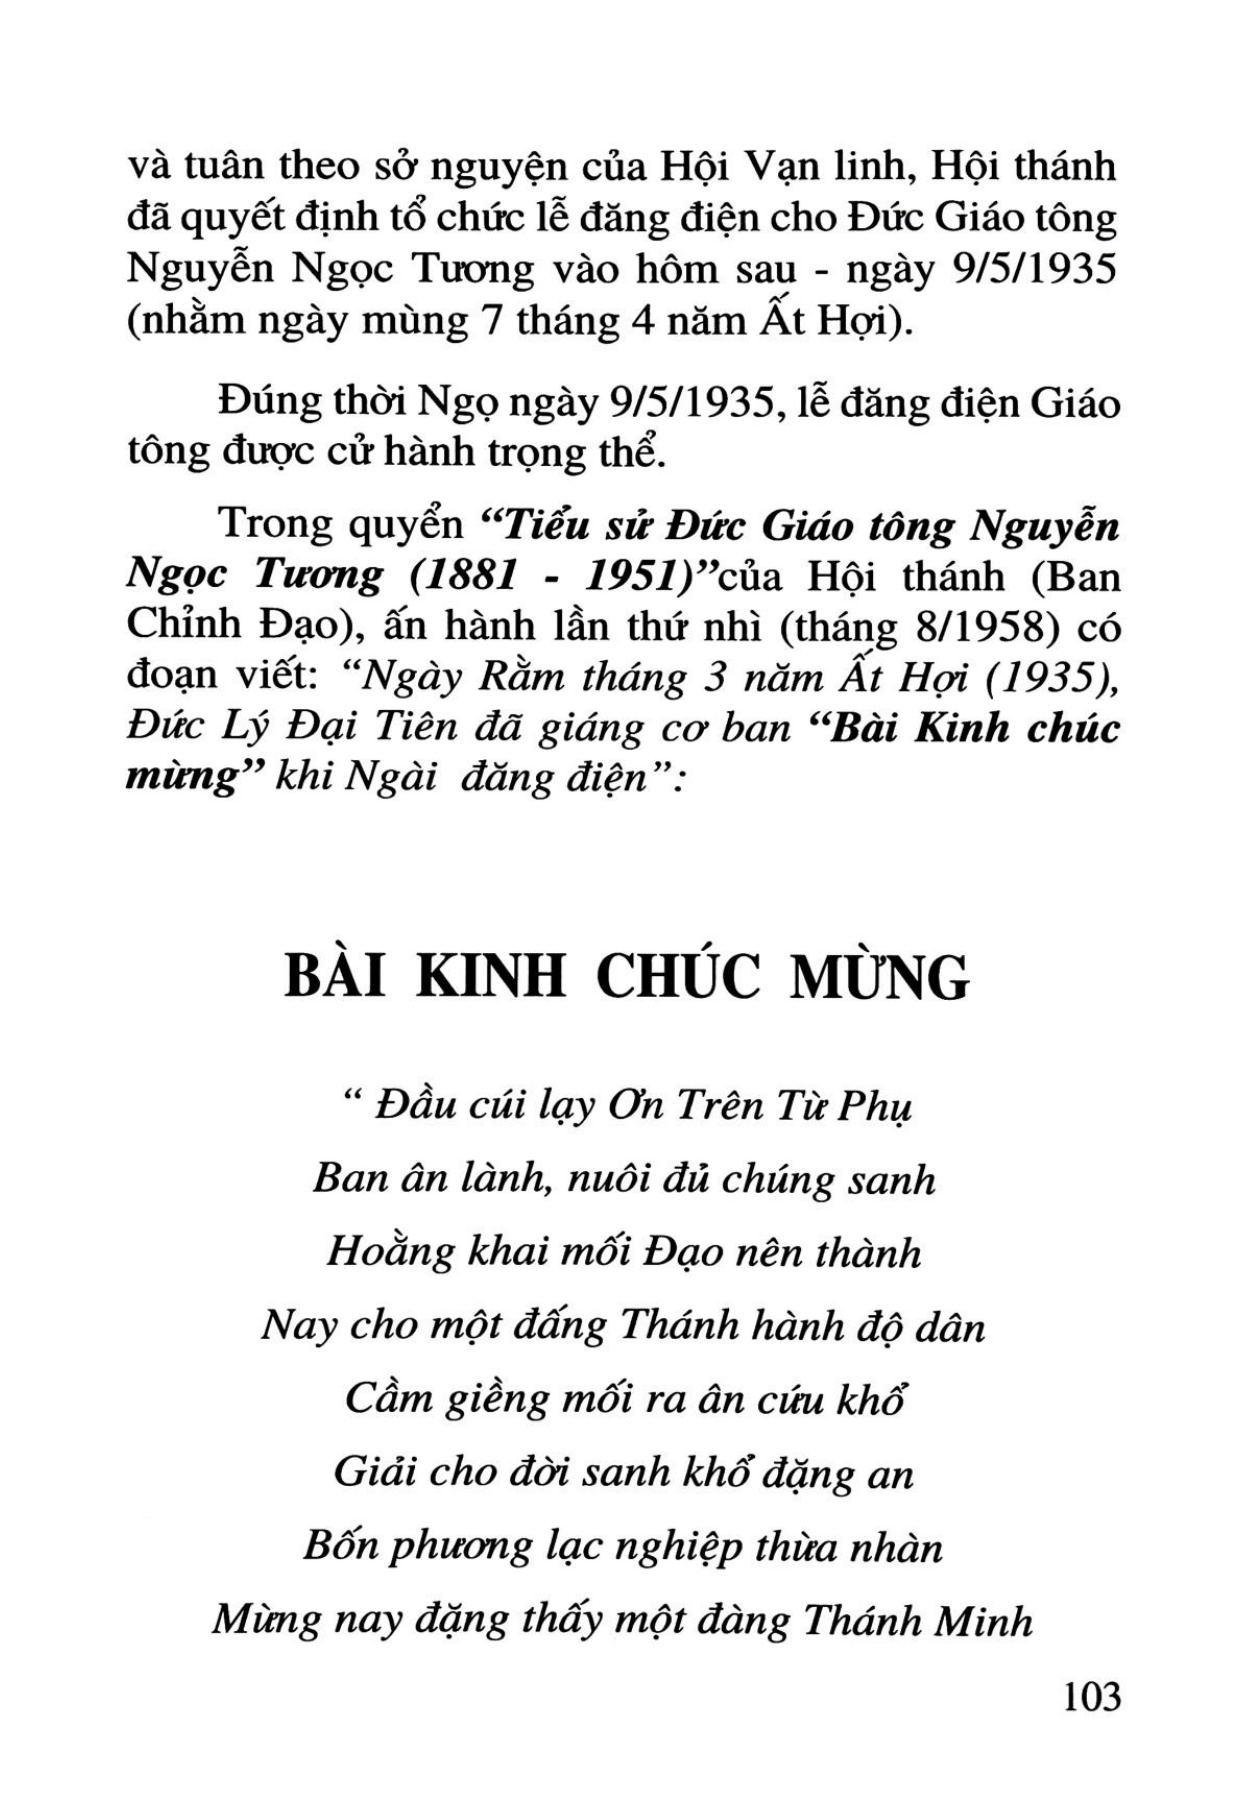 và tuân theo sở nguyện của Hội Vạn linh, Hội thánh
đã quyết định tổ chức lễ đăng điện cho Đức Giáo tông
Nguyễn Ngọc Tương vào hôm sau - ngày 9/5/1935
(nhằm ngày mùng 7 tháng 4 năm Ất Hợi).
Đúng thời Ngọ ngày 9/5/1935, lễ đăng điện Giáo
tông được cử hành trọng thể.
Trong quyển “Tiểu sử Đức Giáo tông Nguyễn
Ngọc Tương (1881 - 1951)”của Hội thánh (Ban
Chỉnh Đạo), ấn hành lần thứ nhì (tháng 8/1958) có
đoạn viết: “Ngày Rằm tháng 3 năm Ất Hợi (1935),
Đức Lý Đại Tiên đã giáng cơ ban “Bài Kinh chúc
mừng” khi Ngài đăng điện”:
BÀI KINH CHÚC MỪNG
“ Đầu cúi lạy Ơn Trên Từ Phụ
Ban ân lành, nuôi đủ chúng sanh
Hoằng khai mối Đạo nên thành
Nay cho một đấng Thánh hành độ dân
Cầm giềng mối ra ân cứu khổ
Giải cho đời sanh khổ đặng an
Bốn phương lạc nghiệp thừa nhàn
Mừng nay đặng thấy một đàng Thánh Minh
103